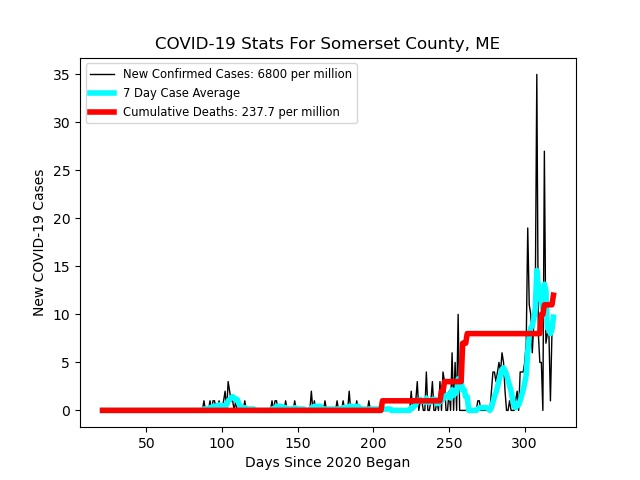 COVID-19 Stats For Somerset County, ME
New Confirmed Cases: 6800 per million
7 Day Case Average
Cumulative Deaths: 237.7 per million
New COVID-19 Cases
35
30
25
20
15
10
5
0
50 100 150 200 250 300
Days Since 2020 Began